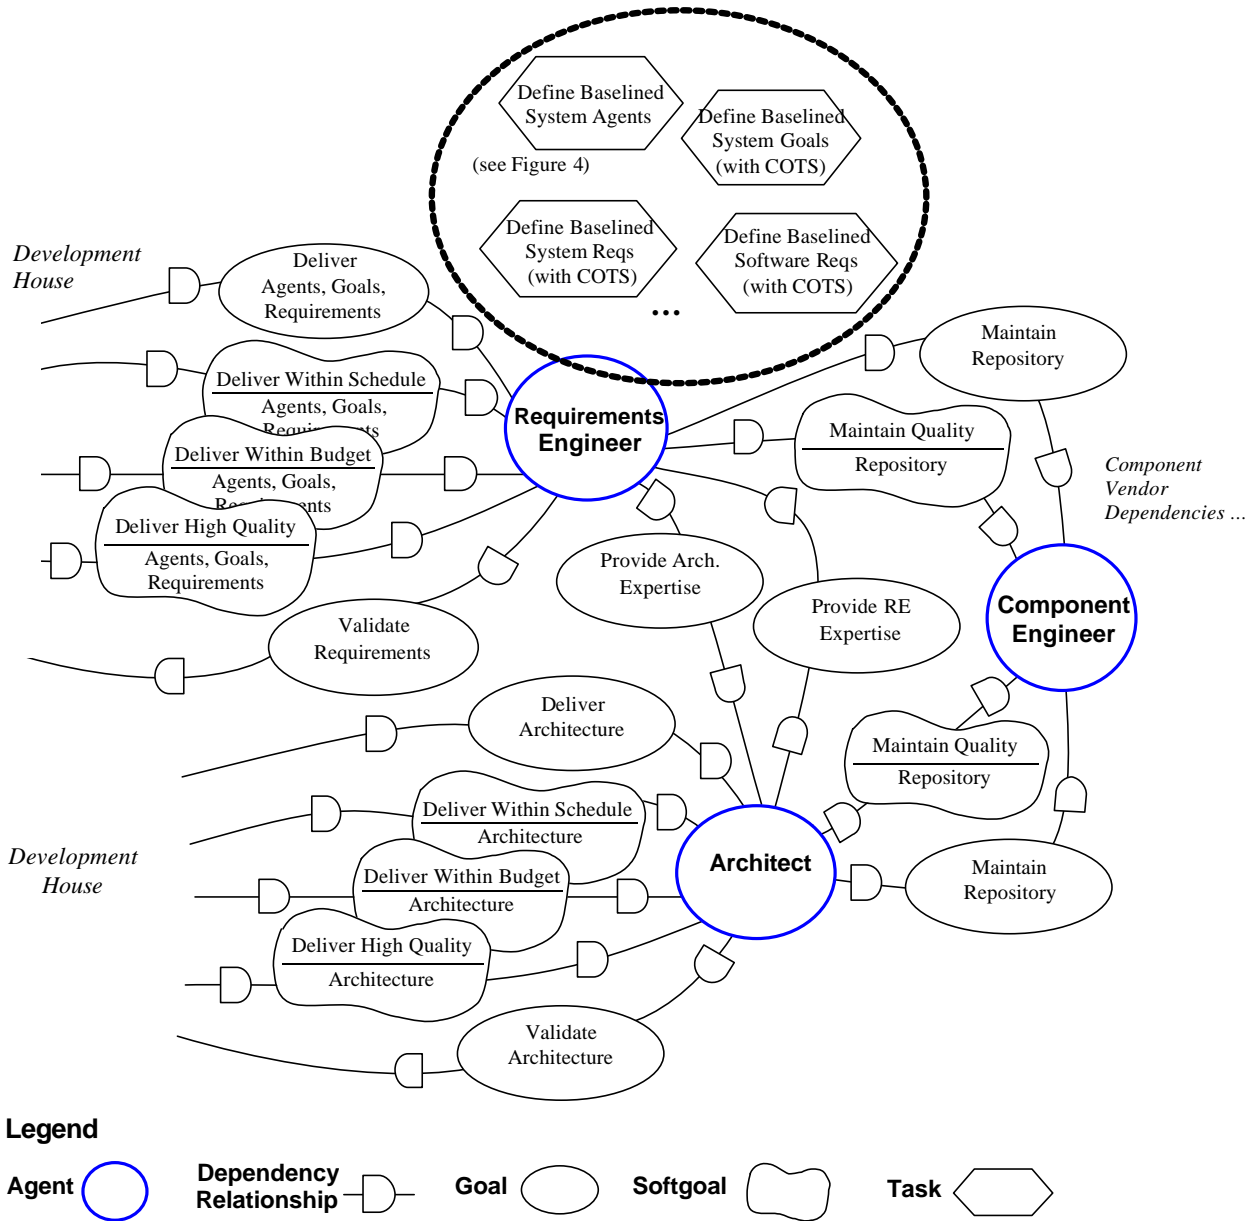 Define Baselined
System Agents
Define Baselined
System Goals
(with COTS)
(see Figure 4)
Define Baselined
System Reqs
(with COTS)
Define Baselined
Software Reqs
(with COTS)
...
Development
House
Deliver
Agents, Goals,
Requirements
Deliver Within Schedule
Agents, Goals,
Requirements
Deliver Within Budget
Agents, Goals,
Requirements
Deliver High Quality
Agents, Goals,
Requirements
Validate
Requirements
Requirements
Engineer
Maintain
Repository
Maintain Quality
Repository
Component
Vendor
Dependencies ...
Provide Arch.
Expertise
Provide RE
Expertise
Component
Engineer
Deliver
Architecture
Maintain Quality
Repository
Deliver Within Schedule
Architecture
Development
House
Deliver Within Budget
Architecture
Architect
Maintain
Repository
Deliver High Quality
Architecture
Validate
Architecture
Legend
Agent
Dependency
Relationship
Goal
Softgoal
Task